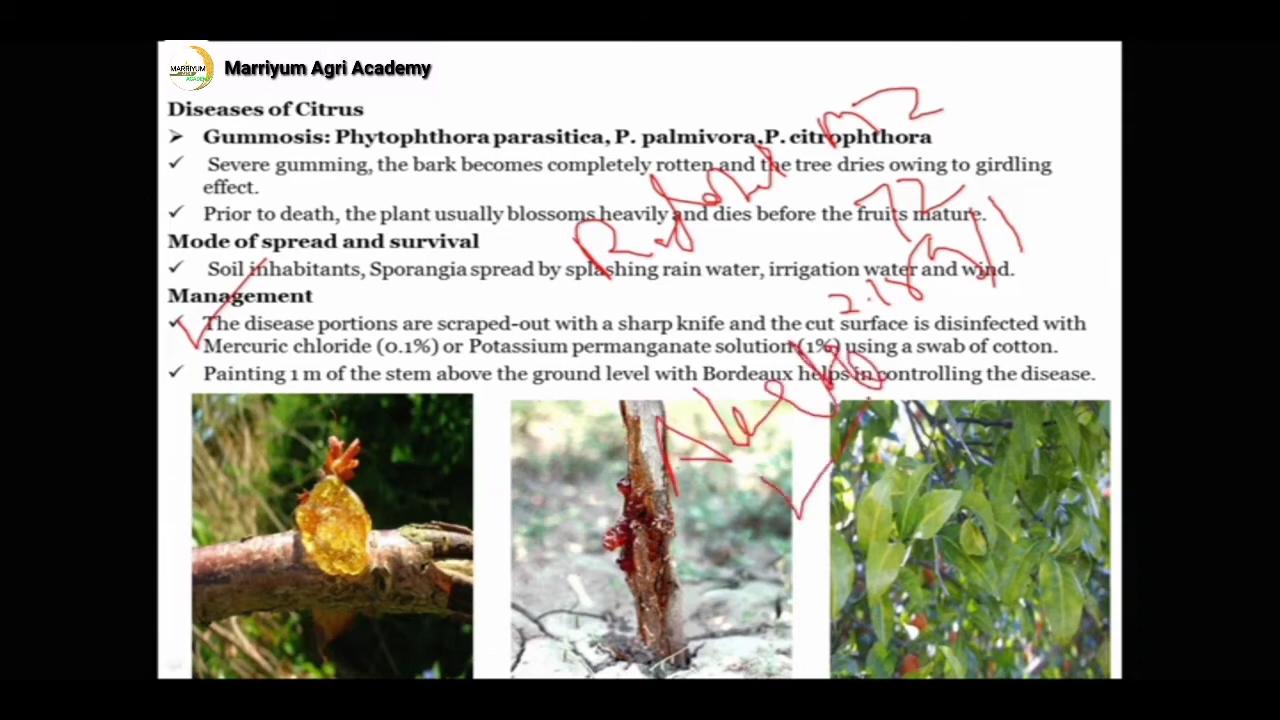 MARRIYUM
ACADEMY
Marriyum Agri Academy
Diseases of Citrus
➤ Gummosis: Phytophthora parasitica, P. palmivora,P. citrophthora
✓ Severe gumming, the bark becomes completely rotten and the tree dries owing to girdling
effect.
✓ Prior to death, the plant usually blossoms heavily and dies before the fruits mature.
Mode of spread and survival
✓ Soil inhabitants, Sporangia spread by splashing rain water, irrigation water and wind.
Management
✓ The disease portions are scraped-out with a sharp knife and the cut surface is disinfected with
Mercuric chloride (0.1%) or Potassium permanganate solution (1%) using a swab of cotton.
✓ Painting 1 m of the stem above the ground level with Bordeaux helps in controlling the disease.
72